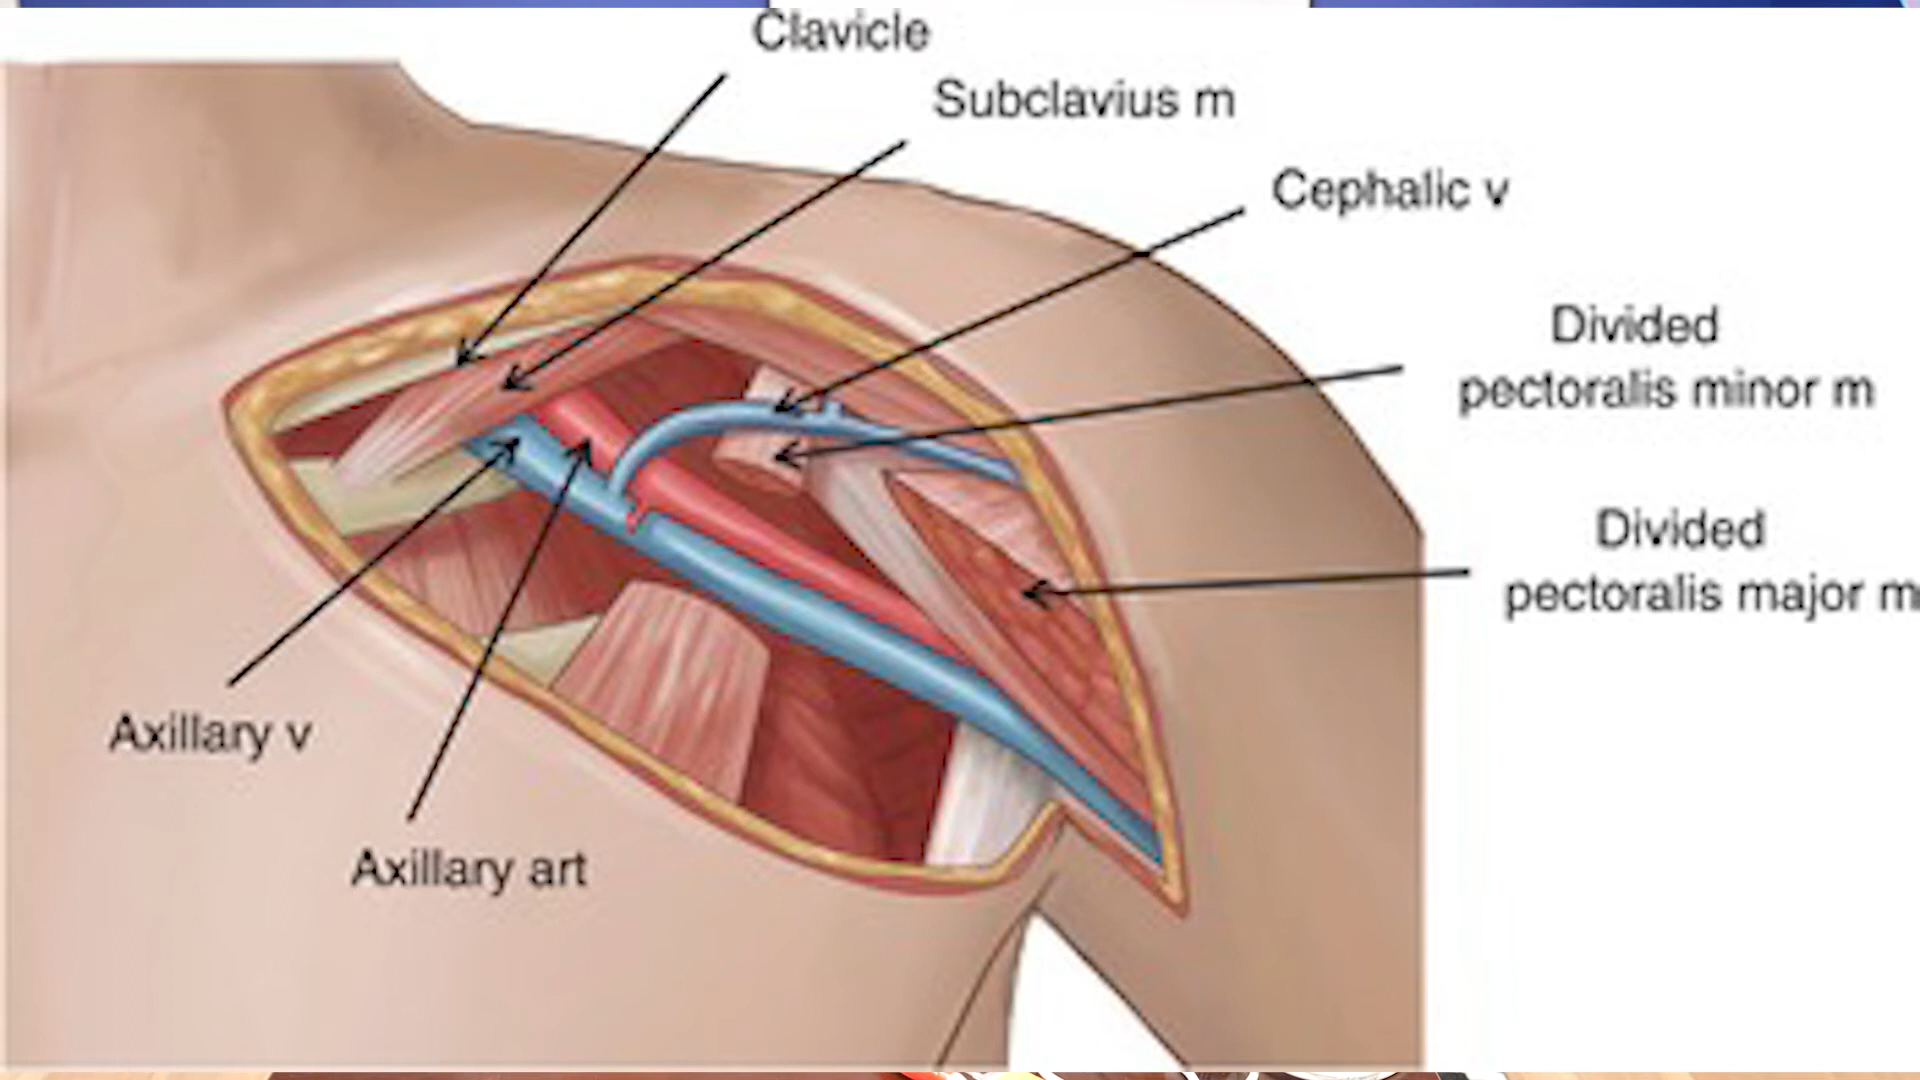 Clavicle
Subclavius m
Cephalic v
Divided
pectoralis minor m
Divided
pectoralis major m
Axillary v
Axillary art